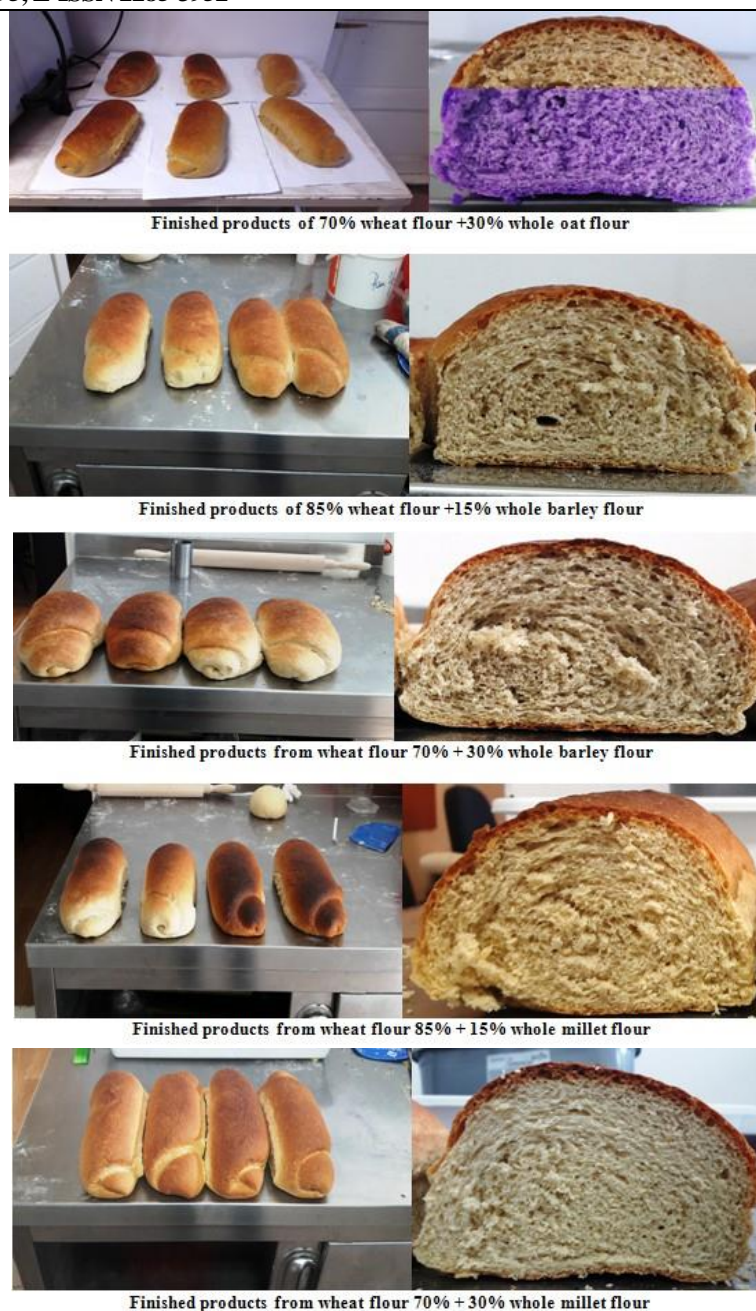 Finished products of 70% wheat flour +30% whole oat flour
Finished products of 85% wheat flour +15% whole barley flour
Finished products from wheat flour 70% + 30% whole barley flour
Finished products from wheat flour 85% + 15% whole millet flour
Finished products from wheat flour 70% + 30% whole millet flour